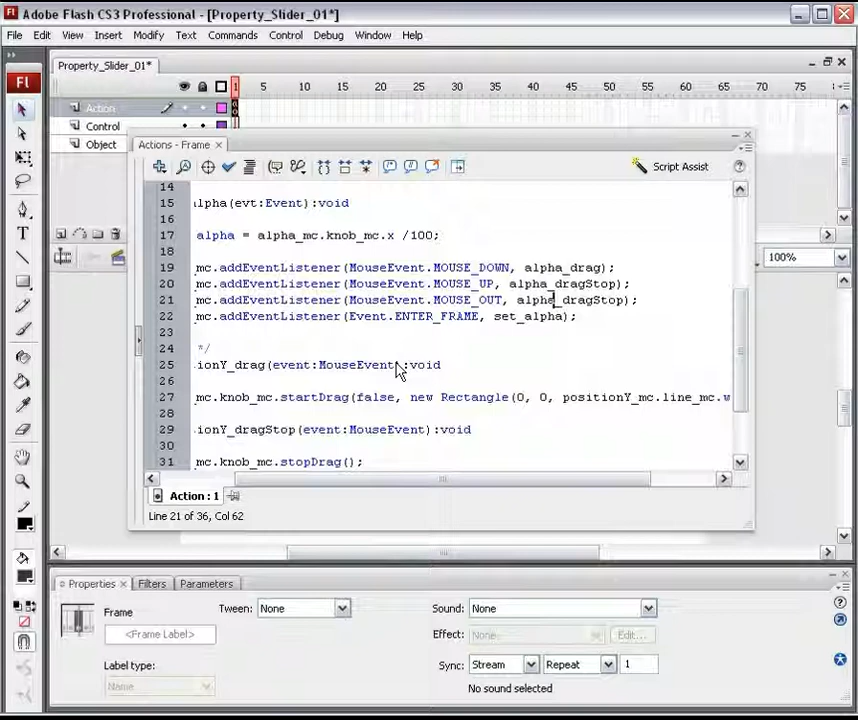 Adobe Flash CS3 Professional - [Property_Slider_01*]
File Edit View Insert Modify Text Commands Control Debug Window Help
Property_Slider_01*
Fl
1 5 10 15 20 25 30 35 40 45 50 55 60 65 70 75
Action
Control
Object
Actions - Frame
Script Assist
100%
14
15 lpha(evt:Event):void
16
17 alpha = alpha_mc.knob_mc.x /100;
18
19 mc.addEventListener(MouseEvent.MOUSE_DOWN, alpha_drag);
20 mc.addEventListener(MouseEvent.MOUSE_UP, alpha_dragStop);
21 mc.addEventListener(MouseEvent.MOUSE_OUT, alpha_dragStop);
22 mc.addEventListener(Event.ENTER_FRAME, set_alpha);
23
24 */
25 ionY_drag(event:MouseEvent):void
26
27 mc.knob_mc.startDrag(false, new Rectangle(0, 0, positionY_mc.line_mc.w
28
29 ionY_dragStop(event:MouseEvent):void
30
31 mc.knob_mc.stopDrag();
Action : 1
Line 21 of 36, Col 62
Properties Filters Parameters
Frame
Tween: None
Sound: None
<Frame Label>
Effect: None Edit...
Label type:
Sync: Stream Repeat 1
Name
No sound selected